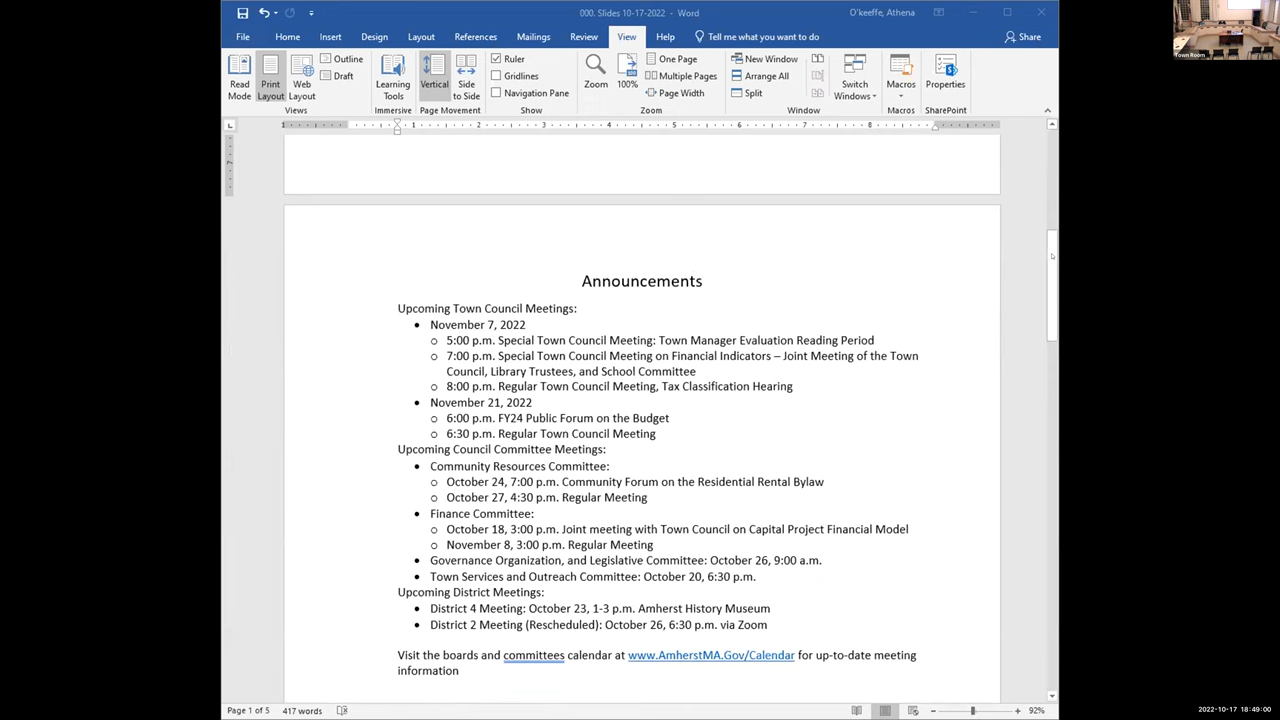 000. Slides 10-17-2022 - Word
O'keeffe, Athena
File Home Insert Design Layout References Mailings Review View Help Tell me what you want to do Share
Read Mode
Print Layout
Web Layout
Outline
Draft
Views
Learning Tools
Immersive
Vertical
Side to Side
Page Movement
Ruler
Gridlines
Navigation Pane
Show
Zoom
100%
One Page
Multiple Pages
Page Width
Zoom
New Window
Arrange All
Split
Switch Windows
Window
Macros
Macros
Properties
SharePoint
1 1 2 3 4 5 6 7 8
7
Announcements
Upcoming Town Council Meetings:
• November 7, 2022
o 5:00 p.m. Special Town Council Meeting: Town Manager Evaluation Reading Period
o 7:00 p.m. Special Town Council Meeting on Financial Indicators – Joint Meeting of the Town
Council, Library Trustees, and School Committee
o 8:00 p.m. Regular Town Council Meeting, Tax Classification Hearing
• November 21, 2022
o 6:00 p.m. FY24 Public Forum on the Budget
o 6:30 p.m. Regular Town Council Meeting
Upcoming Council Committee Meetings:
• Community Resources Committee:
o October 24, 7:00 p.m. Community Forum on the Residential Rental Bylaw
o October 27, 4:30 p.m. Regular Meeting
• Finance Committee:
o October 18, 3:00 p.m. Joint meeting with Town Council on Capital Project Financial Model
o November 8, 3:00 p.m. Regular Meeting
• Governance Organization, and Legislative Committee: October 26, 9:00 a.m.
• Town Services and Outreach Committee: October 20, 6:30 p.m.
Upcoming District Meetings:
• District 4 Meeting: October 23, 1-3 p.m. Amherst History Museum
• District 2 Meeting (Rescheduled): October 26, 6:30 p.m. via Zoom
Visit the boards and committees calendar at www.AmherstMA.Gov/Calendar for up-to-date meeting
information
Page 1 of 5 417 words 92%
Town Room
2022-10-17 18:49:00